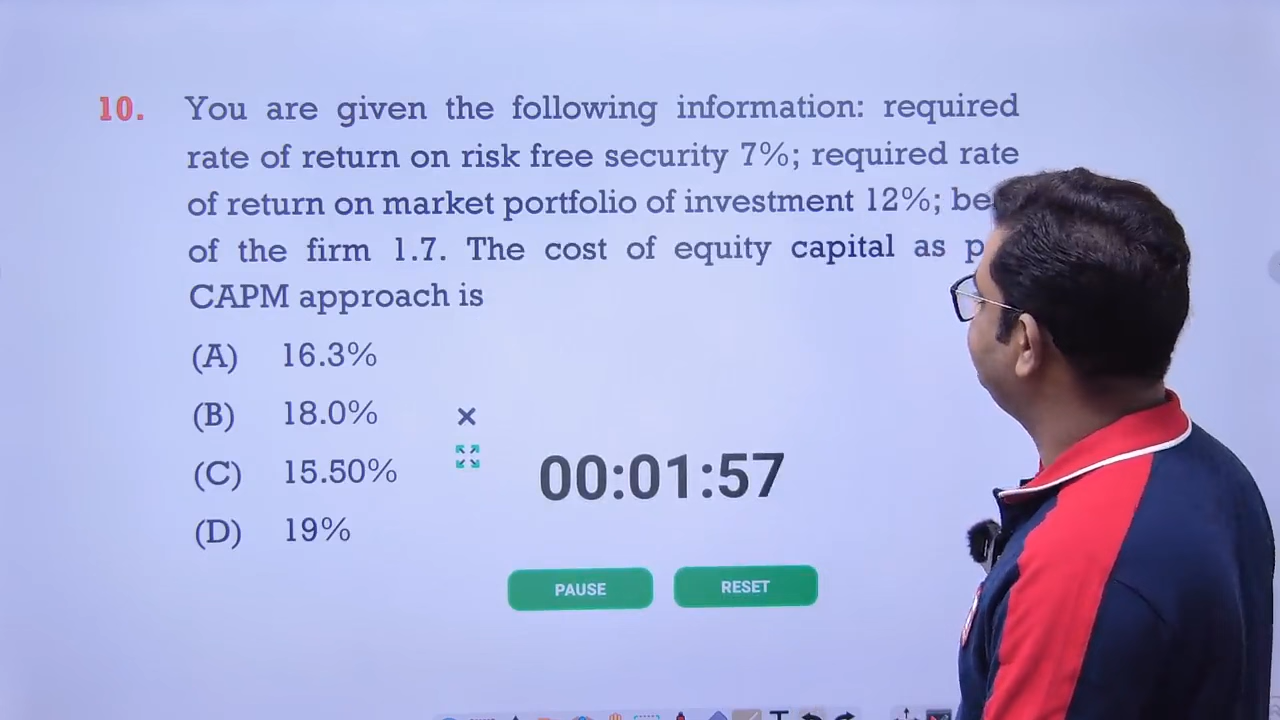 10. You are given the following information: required
rate of return on risk free security 7%; required rate
of return on market portfolio of investment 12%;
of the firm 1.7. The cost of equity capital as
CAPM approach is
(A) 16.3%
(B) 18.0%
(C) 15.50%
(D) 19%
00:01:57
PAUSE
RESET